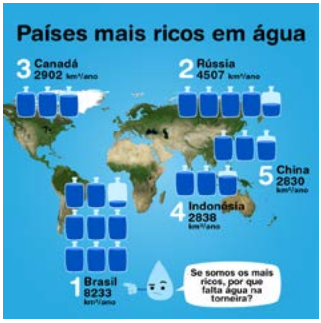 Países mais ricos em água
3 Canadá
2902 km³/ano
2 Rússia
4507 km³/ano
5 China
2830
km³/ano
4 Indonésia
2838
km³/ano
1 Brasil
8233
km³/ano
Se somos os mais
ricos, por que
falta água na
torneira?